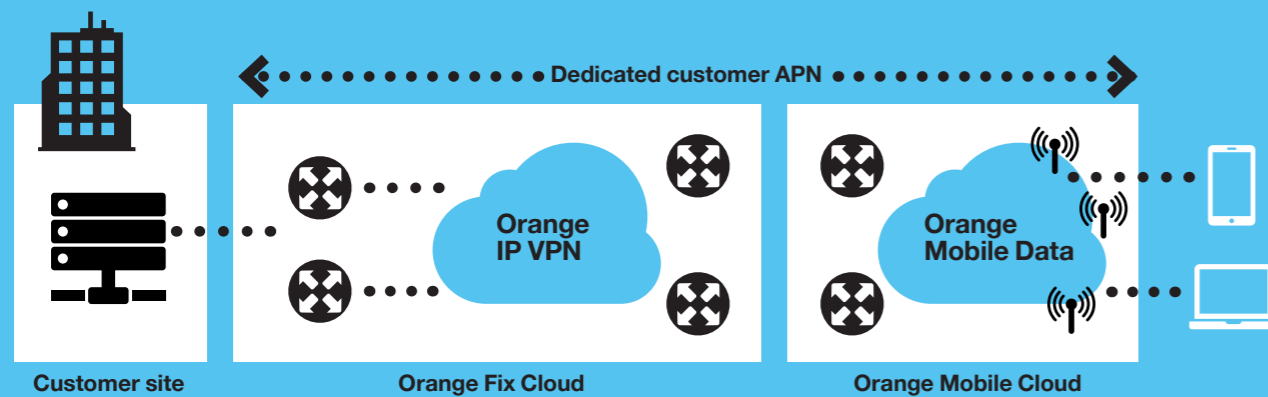 Dedicated customer APN
Orange
IP VPN
Orange
Mobile Data
Customer site
Orange Fix Cloud
Orange Mobile Cloud